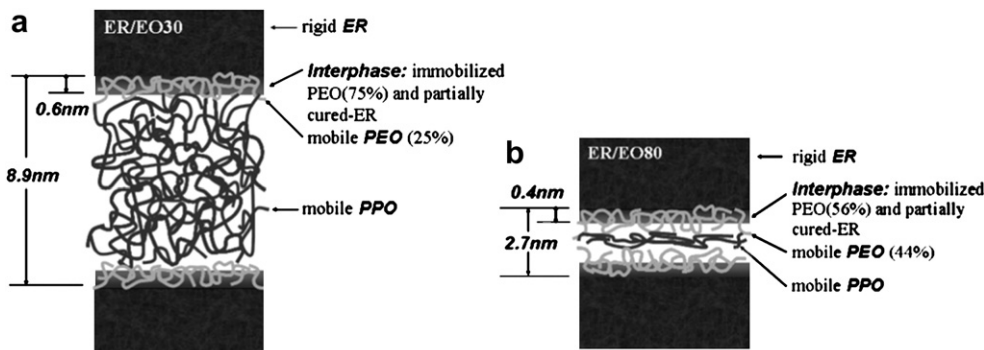 a
ER/EO30
rigid ER
Interphase: immobilized
PEO(75%) and partially
cured-ER
mobile PEO (25%)
0.6nm
8.9nm
mobile PPO
b
ER/EO80
rigid ER
0.4nm
Interphase: immobilized
PEO(56%) and partially
cured-ER
2.7nm
mobile PEO (44%)
mobile PPO